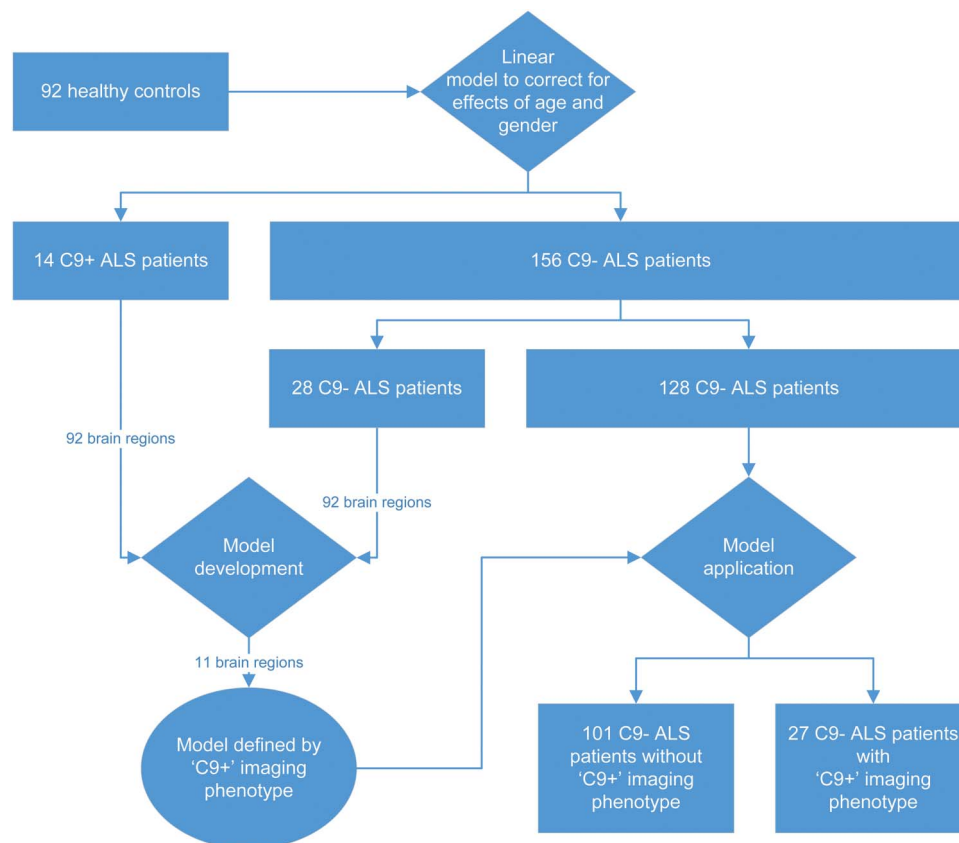 92 healthy controls
Linear
model to correct for
effects of age and
gender
14 C9+ ALS patients
156 C9- ALS patients
28 C9- ALS patients
128 C9- ALS patients
92 brain regions
92 brain regions
Model
development
Model
application
11 brain regions
Model defined by
‘C9+’ imaging
phenotype
101 C9- ALS
patients without
‘C9+’ imaging
phenotype
27 C9- ALS patients
with
‘C9+’ imaging
phenotype